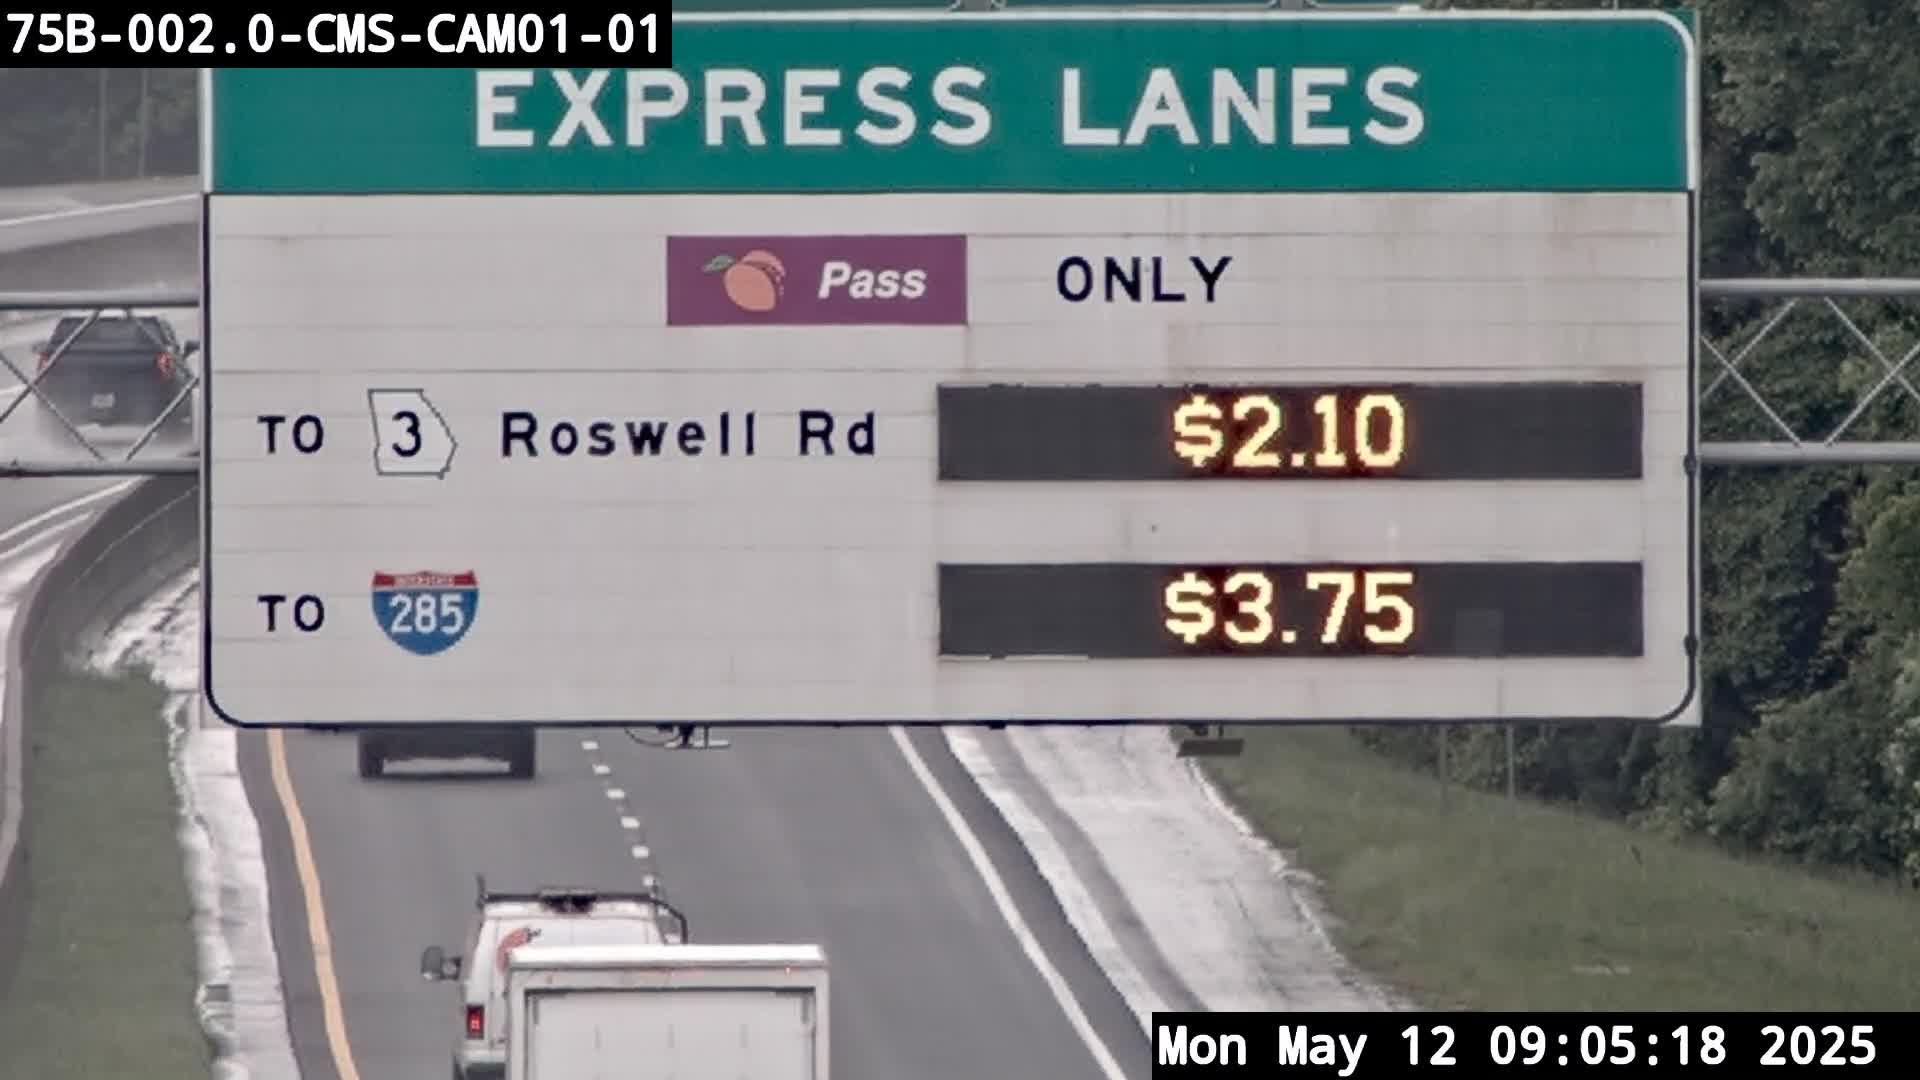 75B-002.0-CMS-CAM01-01
EXPRESS LANES
Pass ONLY
TO 3 Roswell Rd $2.10
TO INTERSTATE 285 $3.75
Mon May 12 09:05:18 2025